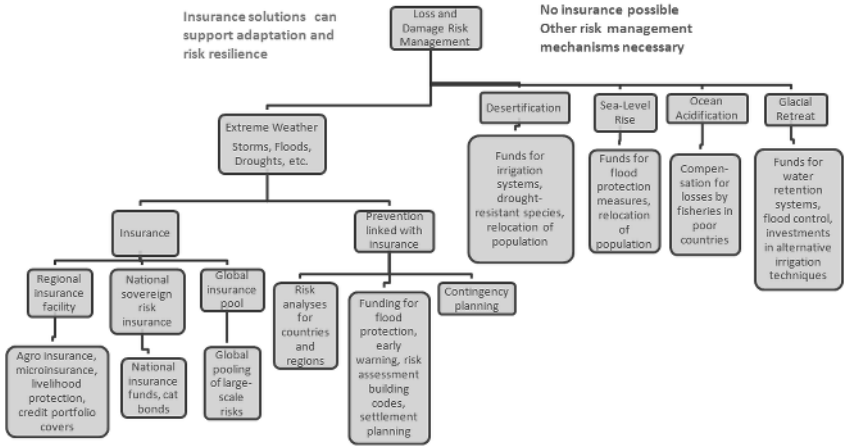 Insurance solutions can
support adaptation and
risk resilience
Loss and
Damage Risk
Management
No insurance possible
Other risk management
mechanisms necessary
Extreme Weather
Storms, Floods,
Droughts, etc.
Desertification
Sea-Level
Rise
Ocean
Acidification
Glacial
Retreat
Funds for
irrigation
systems,
drought-
resistant species,
relocation of
population
Funds for
flood
protection
measures,
relocation of
population
Compen-
sation for
losses by
fisheries in
poor
countries
Funds for
water
retention
systems,
flood control,
investments
in alternative
irrigation
techniques
Insurance
Prevention
linked with
insurance
Regional
insurance
facility
National
sovereign
risk
insurance
Global
insurance
pool
Risk
analyses
for
countries
and
regions
Funding for
flood
protection,
early
warning, risk
assessment
building
codes,
settlement
planning
Contingency
planning
Agro insurance,
microinsurance,
livelihood
protection,
credit portfolio
covers
National
insurance
funds, cat
bonds
Global
pooling
of large-
scale
risks